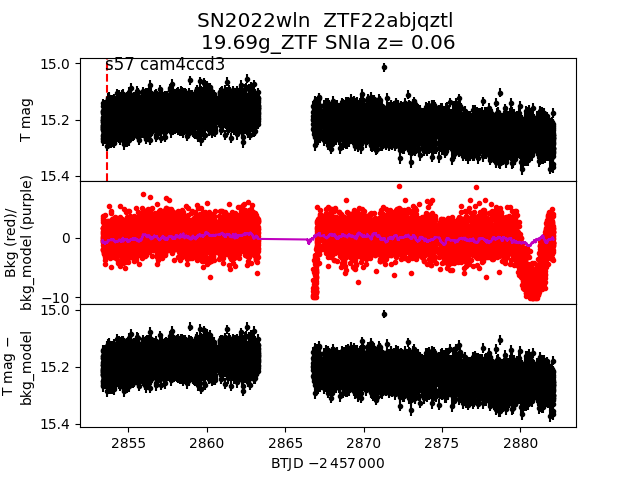 SN2022wln  ZTF22abjqztl
19.69g_ZTF SNIa z= 0.06
s57 cam4ccd3
15.0
15.2
15.4
T mag
0
−10
Bkg (red)/
bkg_model (purple)
15.0
15.2
15.4
T mag −
bkg_model
2855
2860
2865
2870
2875
2880
BTJD −2 457 000